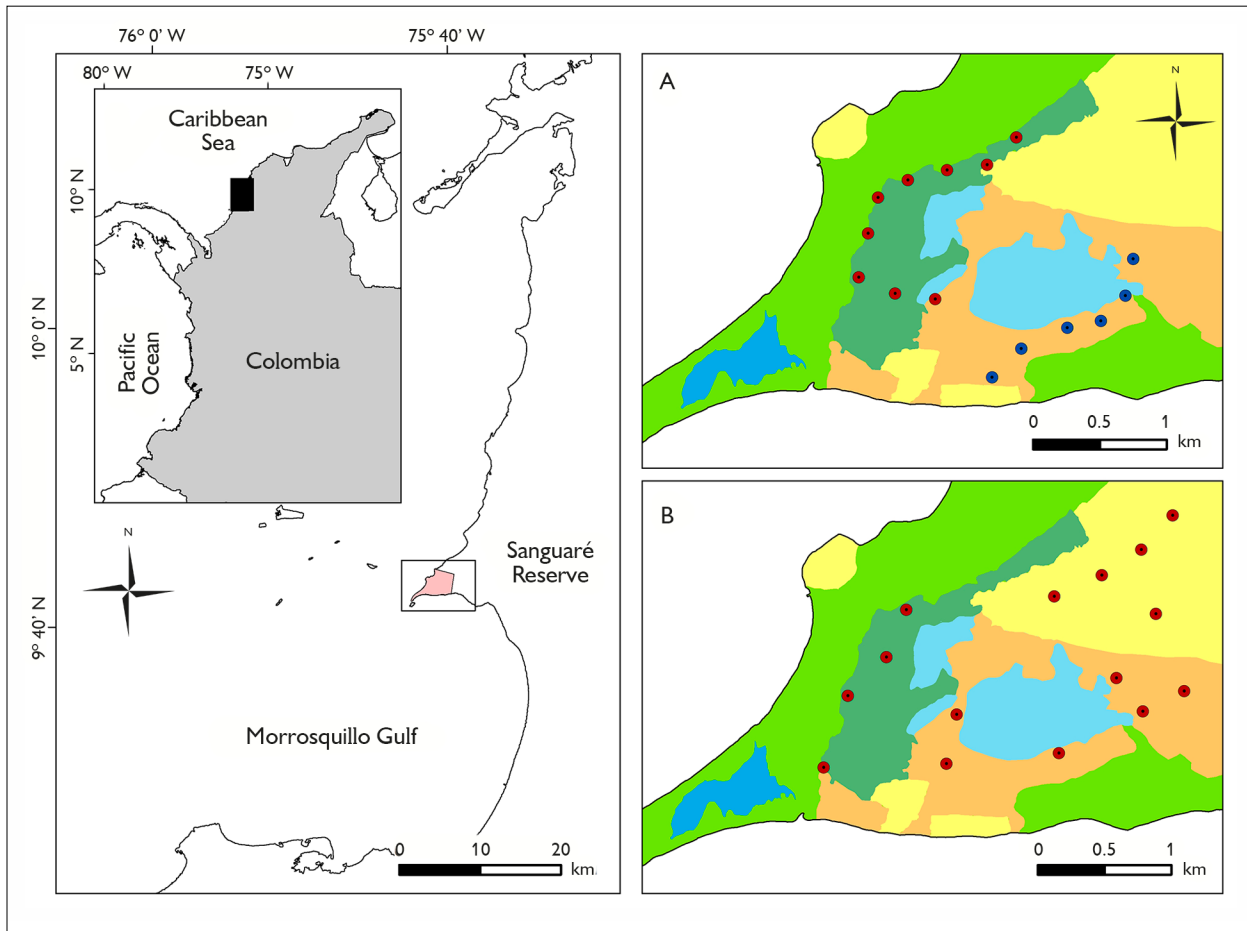 76° 0' W
75° 40' W
80° W
75° W
Caribbean
Sea
10° N
10° 0' N
5° N
Pacific
Ocean
Colombia
N
Sanguaré
Reserve
9° 40' N
Morrosquillo Gulf
0 10 20
km
A
N
0 0.5 1
km
B
0 0.5 1
km